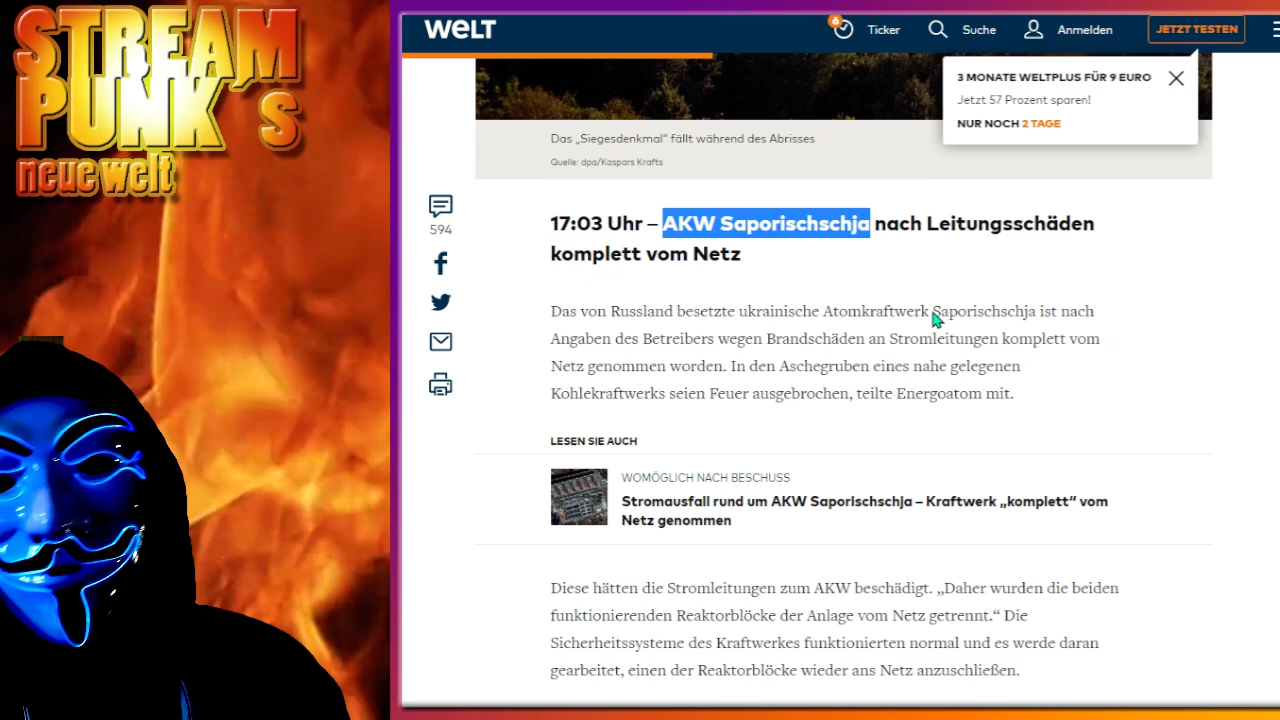 STREAM
PUNK´s
neue welt
WELT
6
Ticker
Suche
Anmelden
JETZT TESTEN
3 MONATE WELTPLUS FÜR 9 EURO
Jetzt 57 Prozent sparen!
NUR NOCH 2 TAGE
Das „Siegesdenkmal“ fällt während des Abrisses
Quelle: dpa/Kaspars Krafts
594
17:03 Uhr – AKW Saporischschja nach Leitungsschäden
komplett vom Netz
Das von Russland besetzte ukrainische Atomkraftwerk Saporischschja ist nach
Angaben des Betreibers wegen Brandschäden an Stromleitungen komplett vom
Netz genommen worden. In den Aschegruben eines nahe gelegenen
Kohlekraftwerks seien Feuer ausgebrochen, teilte Energoatom mit.
LESEN SIE AUCH
WOMÖGLICH NACH BESCHUSS
Stromausfall rund um AKW Saporischschja – Kraftwerk „komplett“ vom
Netz genommen
Diese hätten die Stromleitungen zum AKW beschädigt. „Daher wurden die beiden
funktionierenden Reaktorblöcke der Anlage vom Netz getrennt.“ Die
Sicherheitssysteme des Kraftwerkes funktionierten normal und es werde daran
gearbeitet, einen der Reaktorblöcke wieder ans Netz anzuschließen.